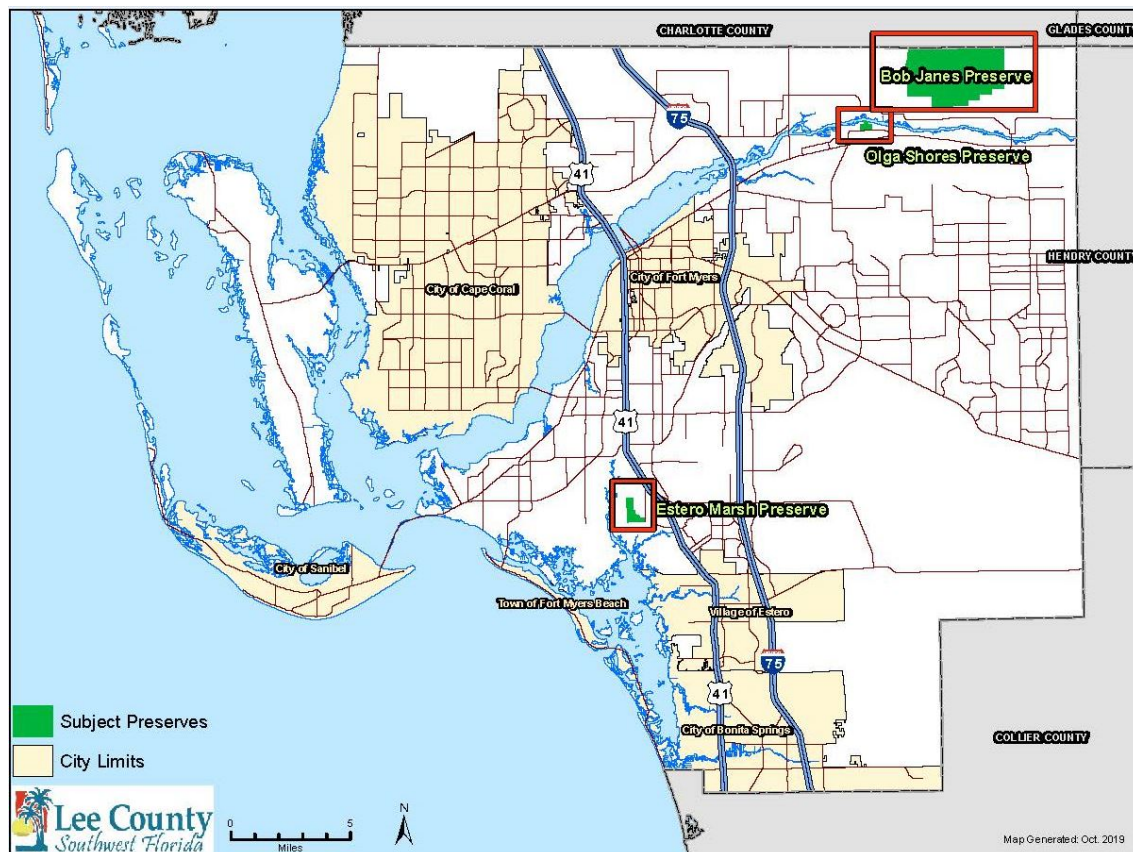 CHARLOTTE COUNTY
GLADES COUNTY
Bob Janes Preserve
75
Olga Shores Preserve
41
HENDRY COUNTY
City of Fort Myers
City of Cape Coral
41
Estero Marsh Preserve
City of Sanibel
Town of Fort Myers Beach
Village of Estero
75
41
City of Bonita Springs
COLLIER COUNTY
Subject Preserves
City Limits
Lee County
Southwest Florida
0 5
Miles
N
Map Generated: Oct. 2019